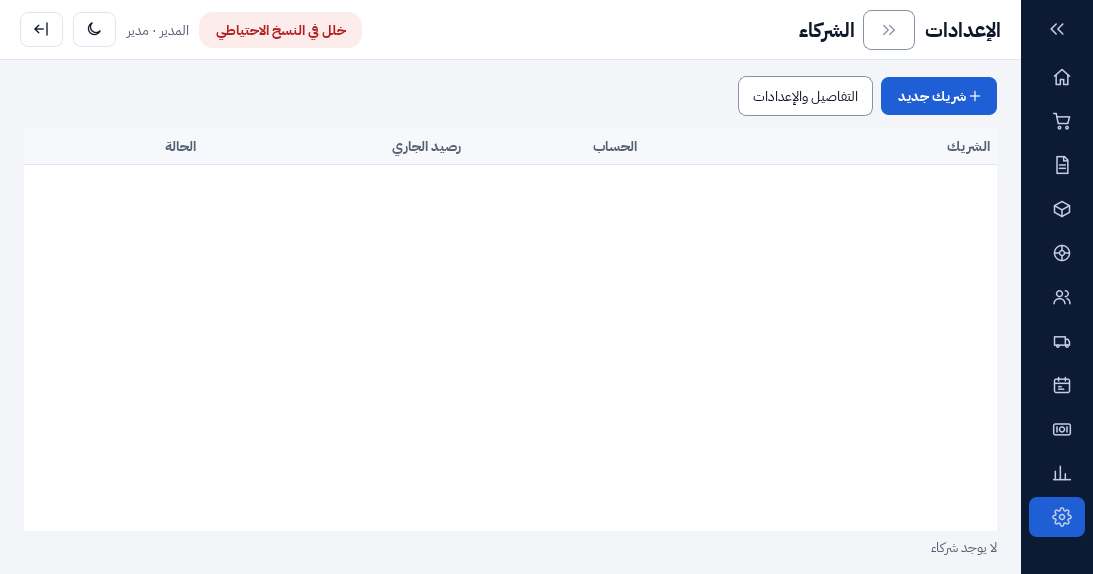 الإعدادات
الشركاء
خلل في النسخ الاحتياطي
المدير · مدير
+ شريك جديد
التفاصيل والإعدادات
الشريك
الحساب
رصيد الجاري
الحالة
لا يوجد شركاء